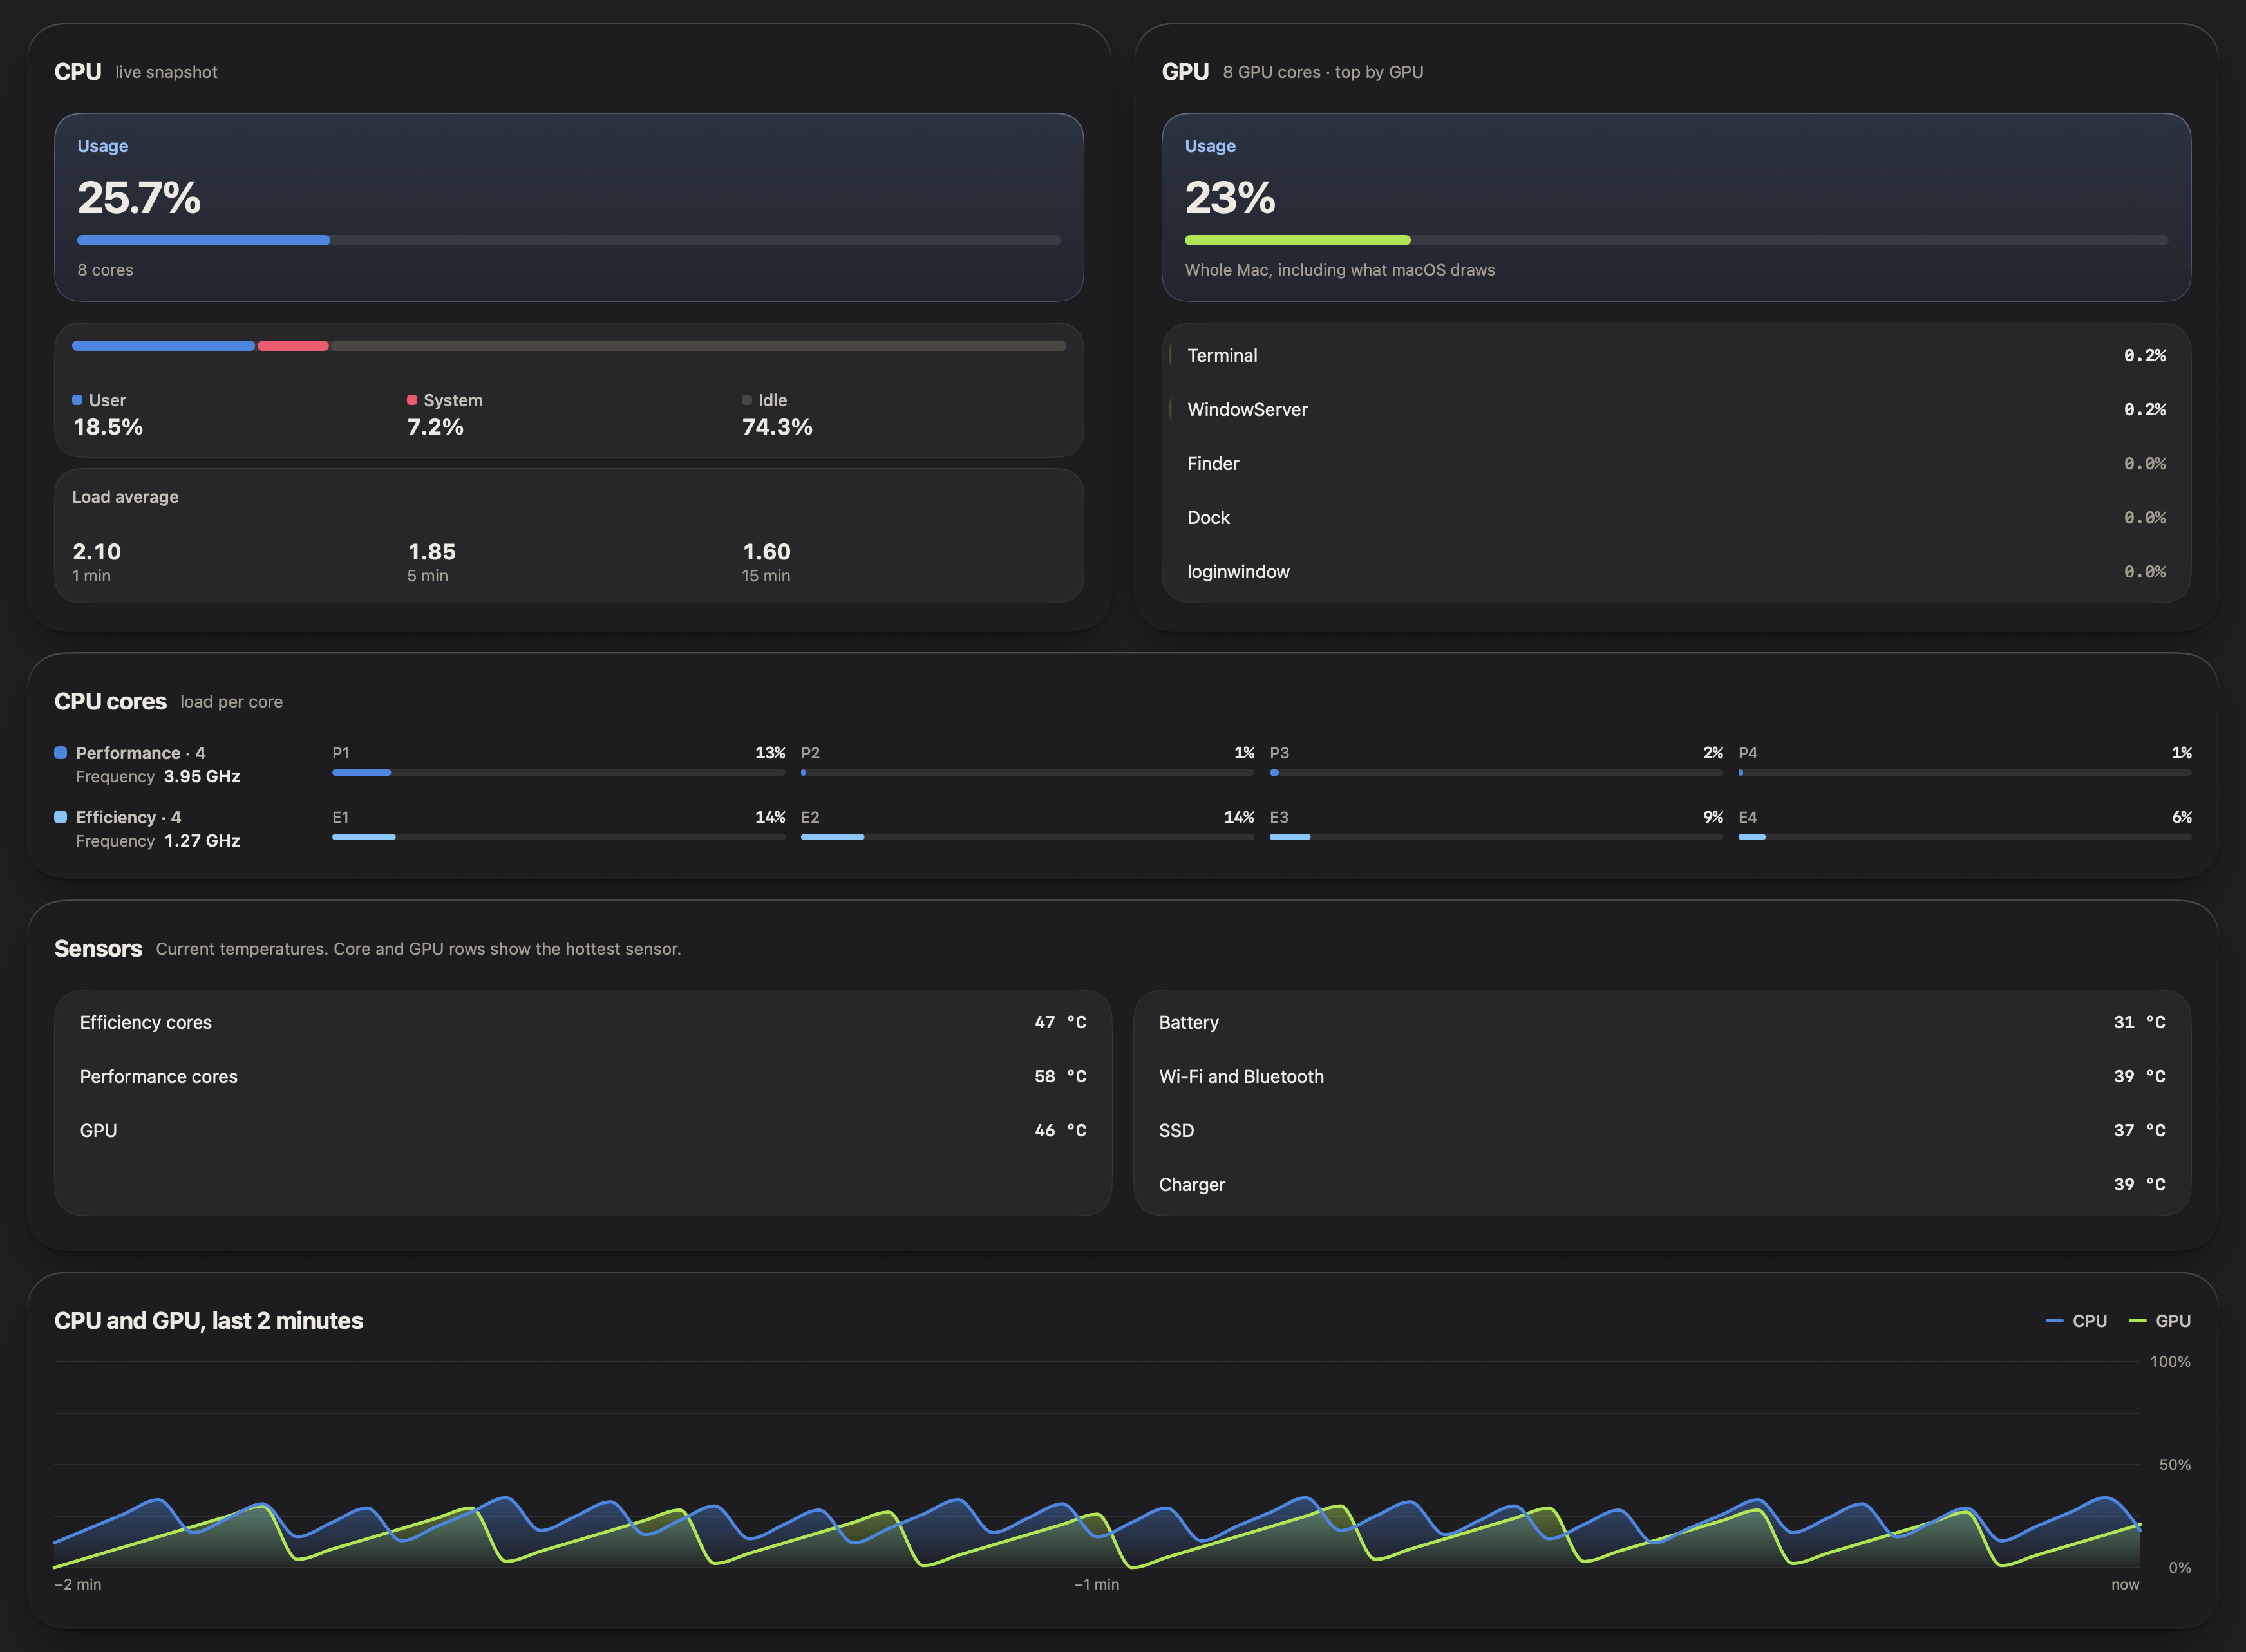 CPU live snapshot
Usage
25.7%
8 cores
User System Idle
18.5% 7.2% 74.3%
Load average
2.10 1.85 1.60
1 min 5 min 15 min
GPU 8 GPU cores · top by GPU
Usage
23%
Whole Mac, including what macOS draws
Terminal 0.2%
WindowServer 0.2%
Finder 0.0%
Dock 0.0%
loginwindow 0.0%
CPU cores load per core
Performance · 4 P1 13% P2 1% P3 2% P4 1%
Frequency 3.95 GHz
Efficiency · 4 E1 14% E2 14% E3 9% E4 6%
Frequency 1.27 GHz
Sensors Current temperatures. Core and GPU rows show the hottest sensor.
Efficiency cores 47 °C
Performance cores 58 °C
GPU 46 °C
Battery 31 °C
Wi-Fi and Bluetooth 39 °C
SSD 37 °C
Charger 39 °C
CPU and GPU, last 2 minutes CPU GPU
100%
50%
0%
−2 min −1 min now